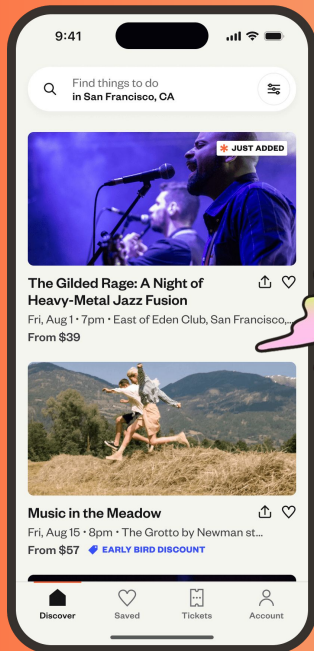 9:41
Find things to do
in San Francisco, CA
JUST ADDED
The Gilded Rage: A Night of
Heavy-Metal Jazz Fusion
Fri, Aug 1 • 7pm • East of Eden Club, San Francisco,...
From $39
Music in the Meadow
Fri, Aug 15 • 8pm • The Grotto by Newman st...
From $57 EARLY BIRD DISCOUNT
Discover Saved Tickets Account